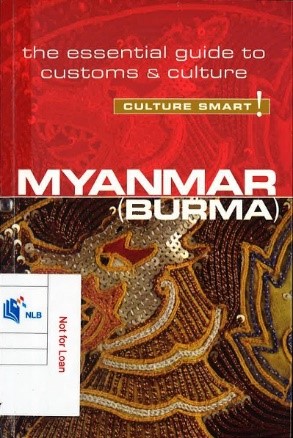 the essential guide to
customs & culture
CULTURE SMART!
MYANMAR
(BURMA)
NLB
Not for Loan